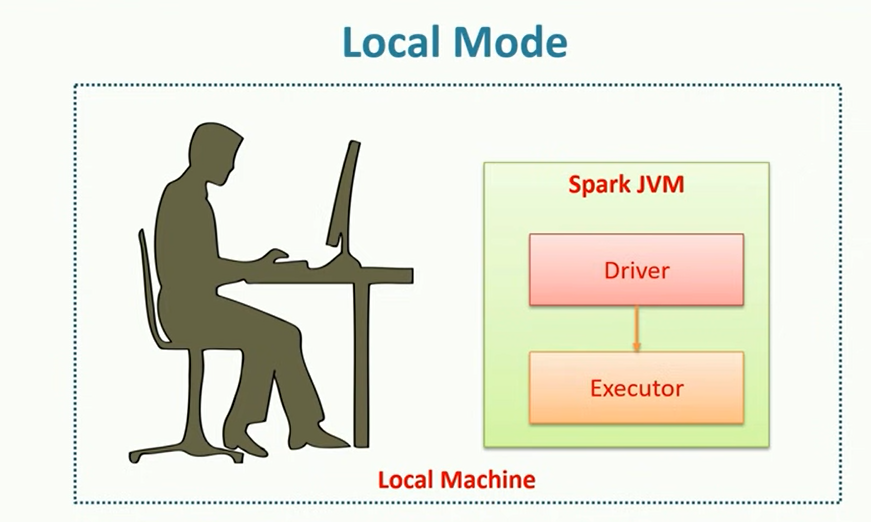 Local Mode
Spark JVM
Driver
Executor
Local Machine